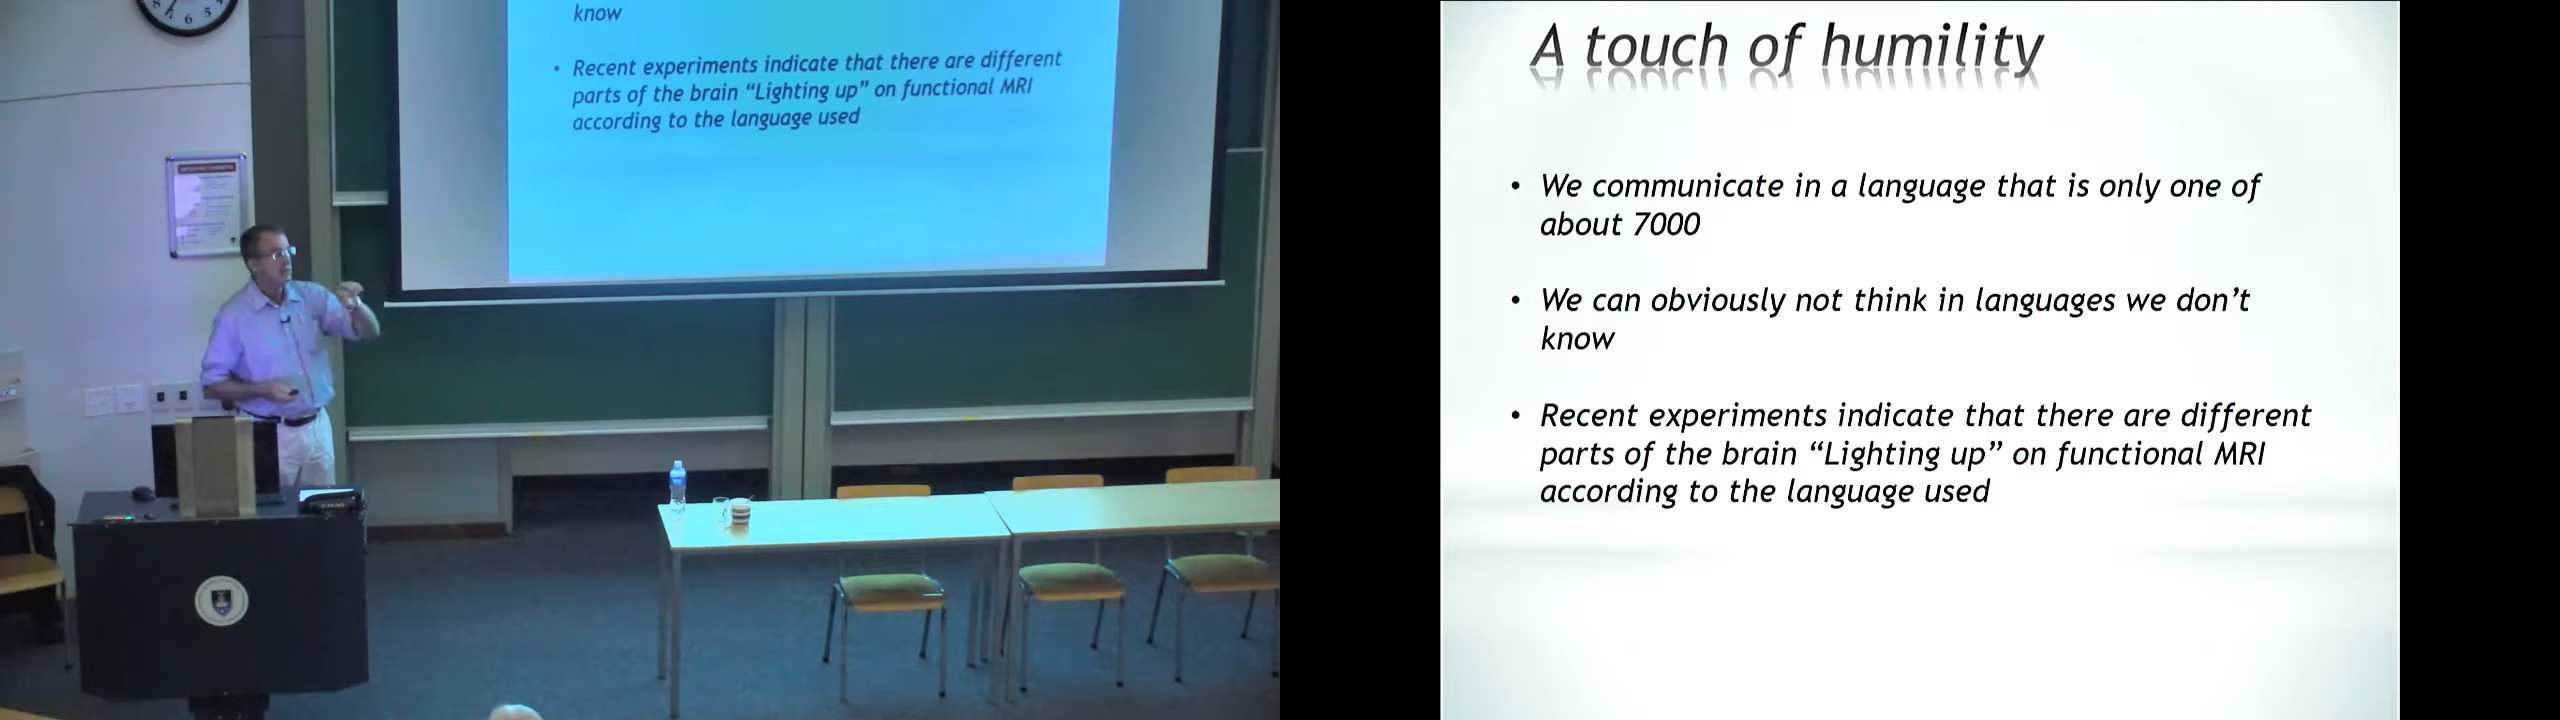 know
• Recent experiments indicate that there are different
parts of the brain “Lighting up” on functional MRI
according to the language used
6
5
A touch of humility
• We communicate in a language that is only one of
about 7000
• We can obviously not think in languages we don’t
know
• Recent experiments indicate that there are different
parts of the brain “Lighting up” on functional MRI
according to the language used